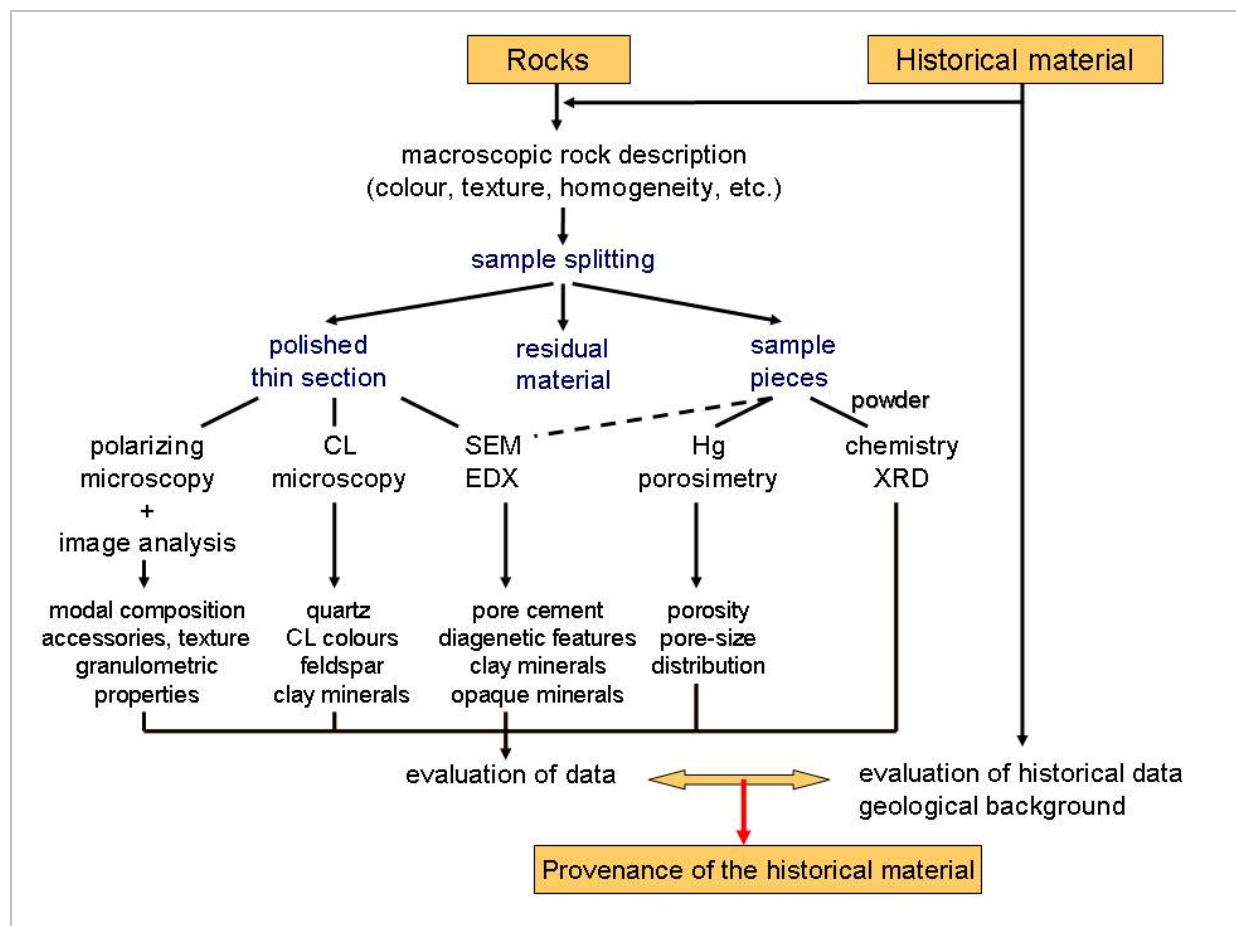 Rocks
Historical material
macroscopic rock description
(colour, texture, homogeneity, etc.)
sample splitting
polished
thin section
residual
material
sample
pieces
powder
polarizing
microscopy
+
image analysis
CL
microscopy
SEM
EDX
Hg
porosimetry
chemistry
XRD
modal composition
accessories, texture
granulometric
properties
quartz
CL colours
feldspar
clay minerals
pore cement
diagenetic features
clay minerals
opaque minerals
porosity
pore-size
distribution
evaluation of data
evaluation of historical data
geological background
Provenance of the historical material